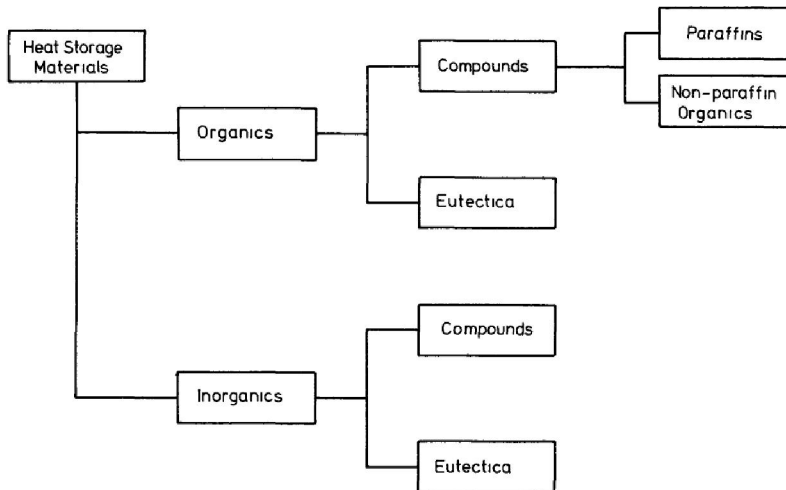 Heat Storage
Materials
Organics
Compounds
Paraffins
Non-paraffin
Organics
Eutectica
Inorganics
Compounds
Eutectica